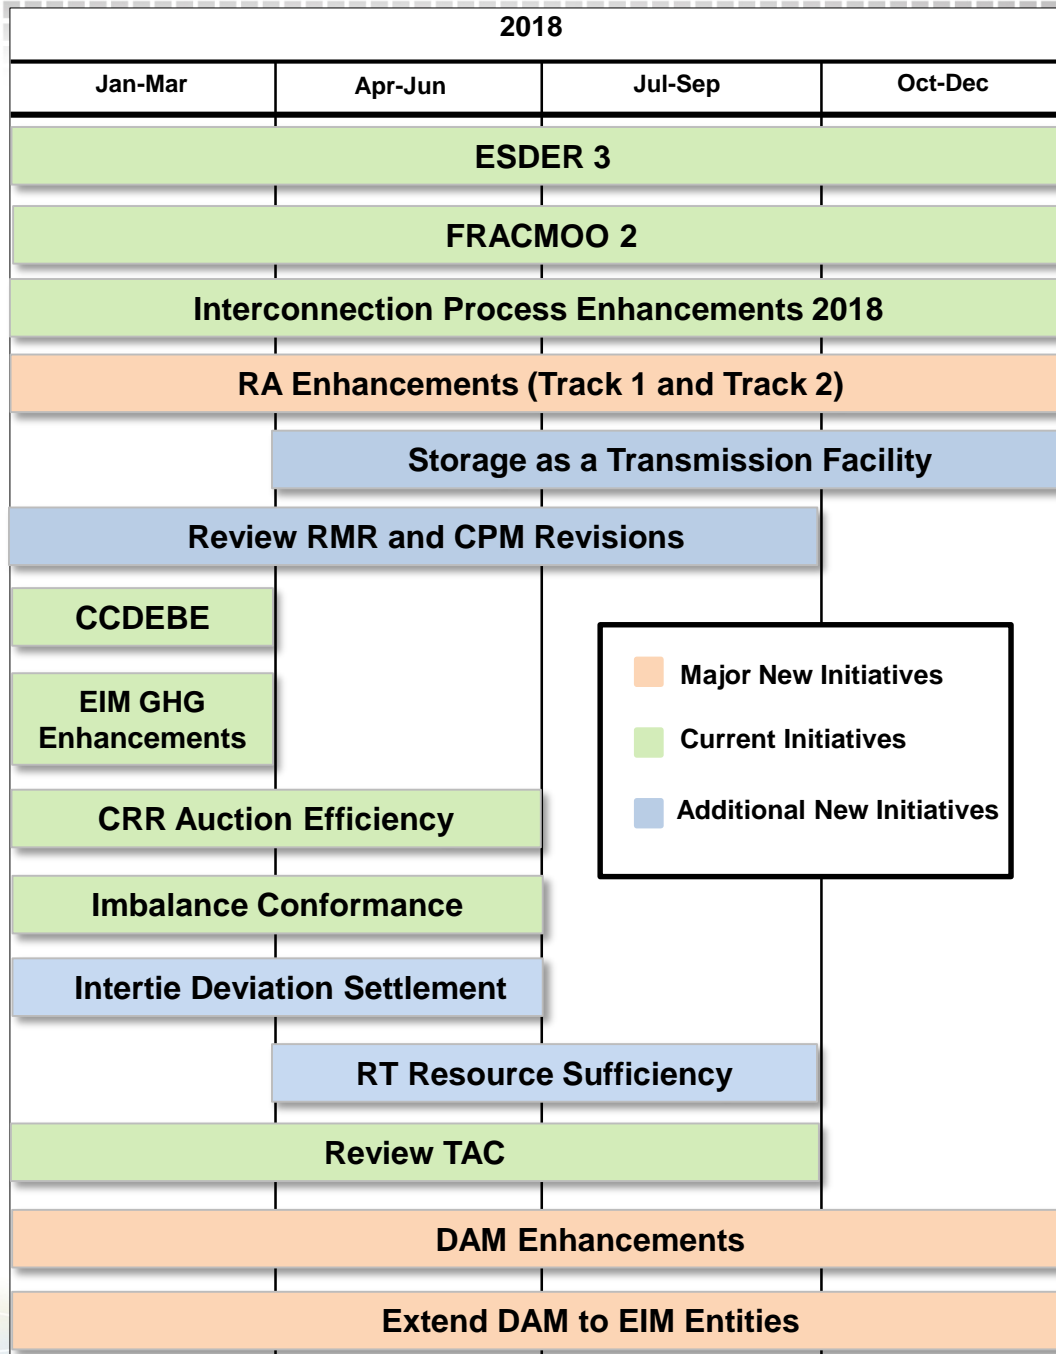 2018
Jan-Mar
Apr-Jun
Jul-Sep
Oct-Dec
ESDER 3
FRACMOO 2
Interconnection Process Enhancements 2018
RA Enhancements (Track 1 and Track 2)
Storage as a Transmission Facility
Review RMR and CPM Revisions
CCDEBE
EIM GHG
Enhancements
Major New Initiatives
Current Initiatives
Additional New Initiatives
CRR Auction Efficiency
Imbalance Conformance
Intertie Deviation Settlement
RT Resource Sufficiency
Review TAC
DAM Enhancements
Extend DAM to EIM Entities